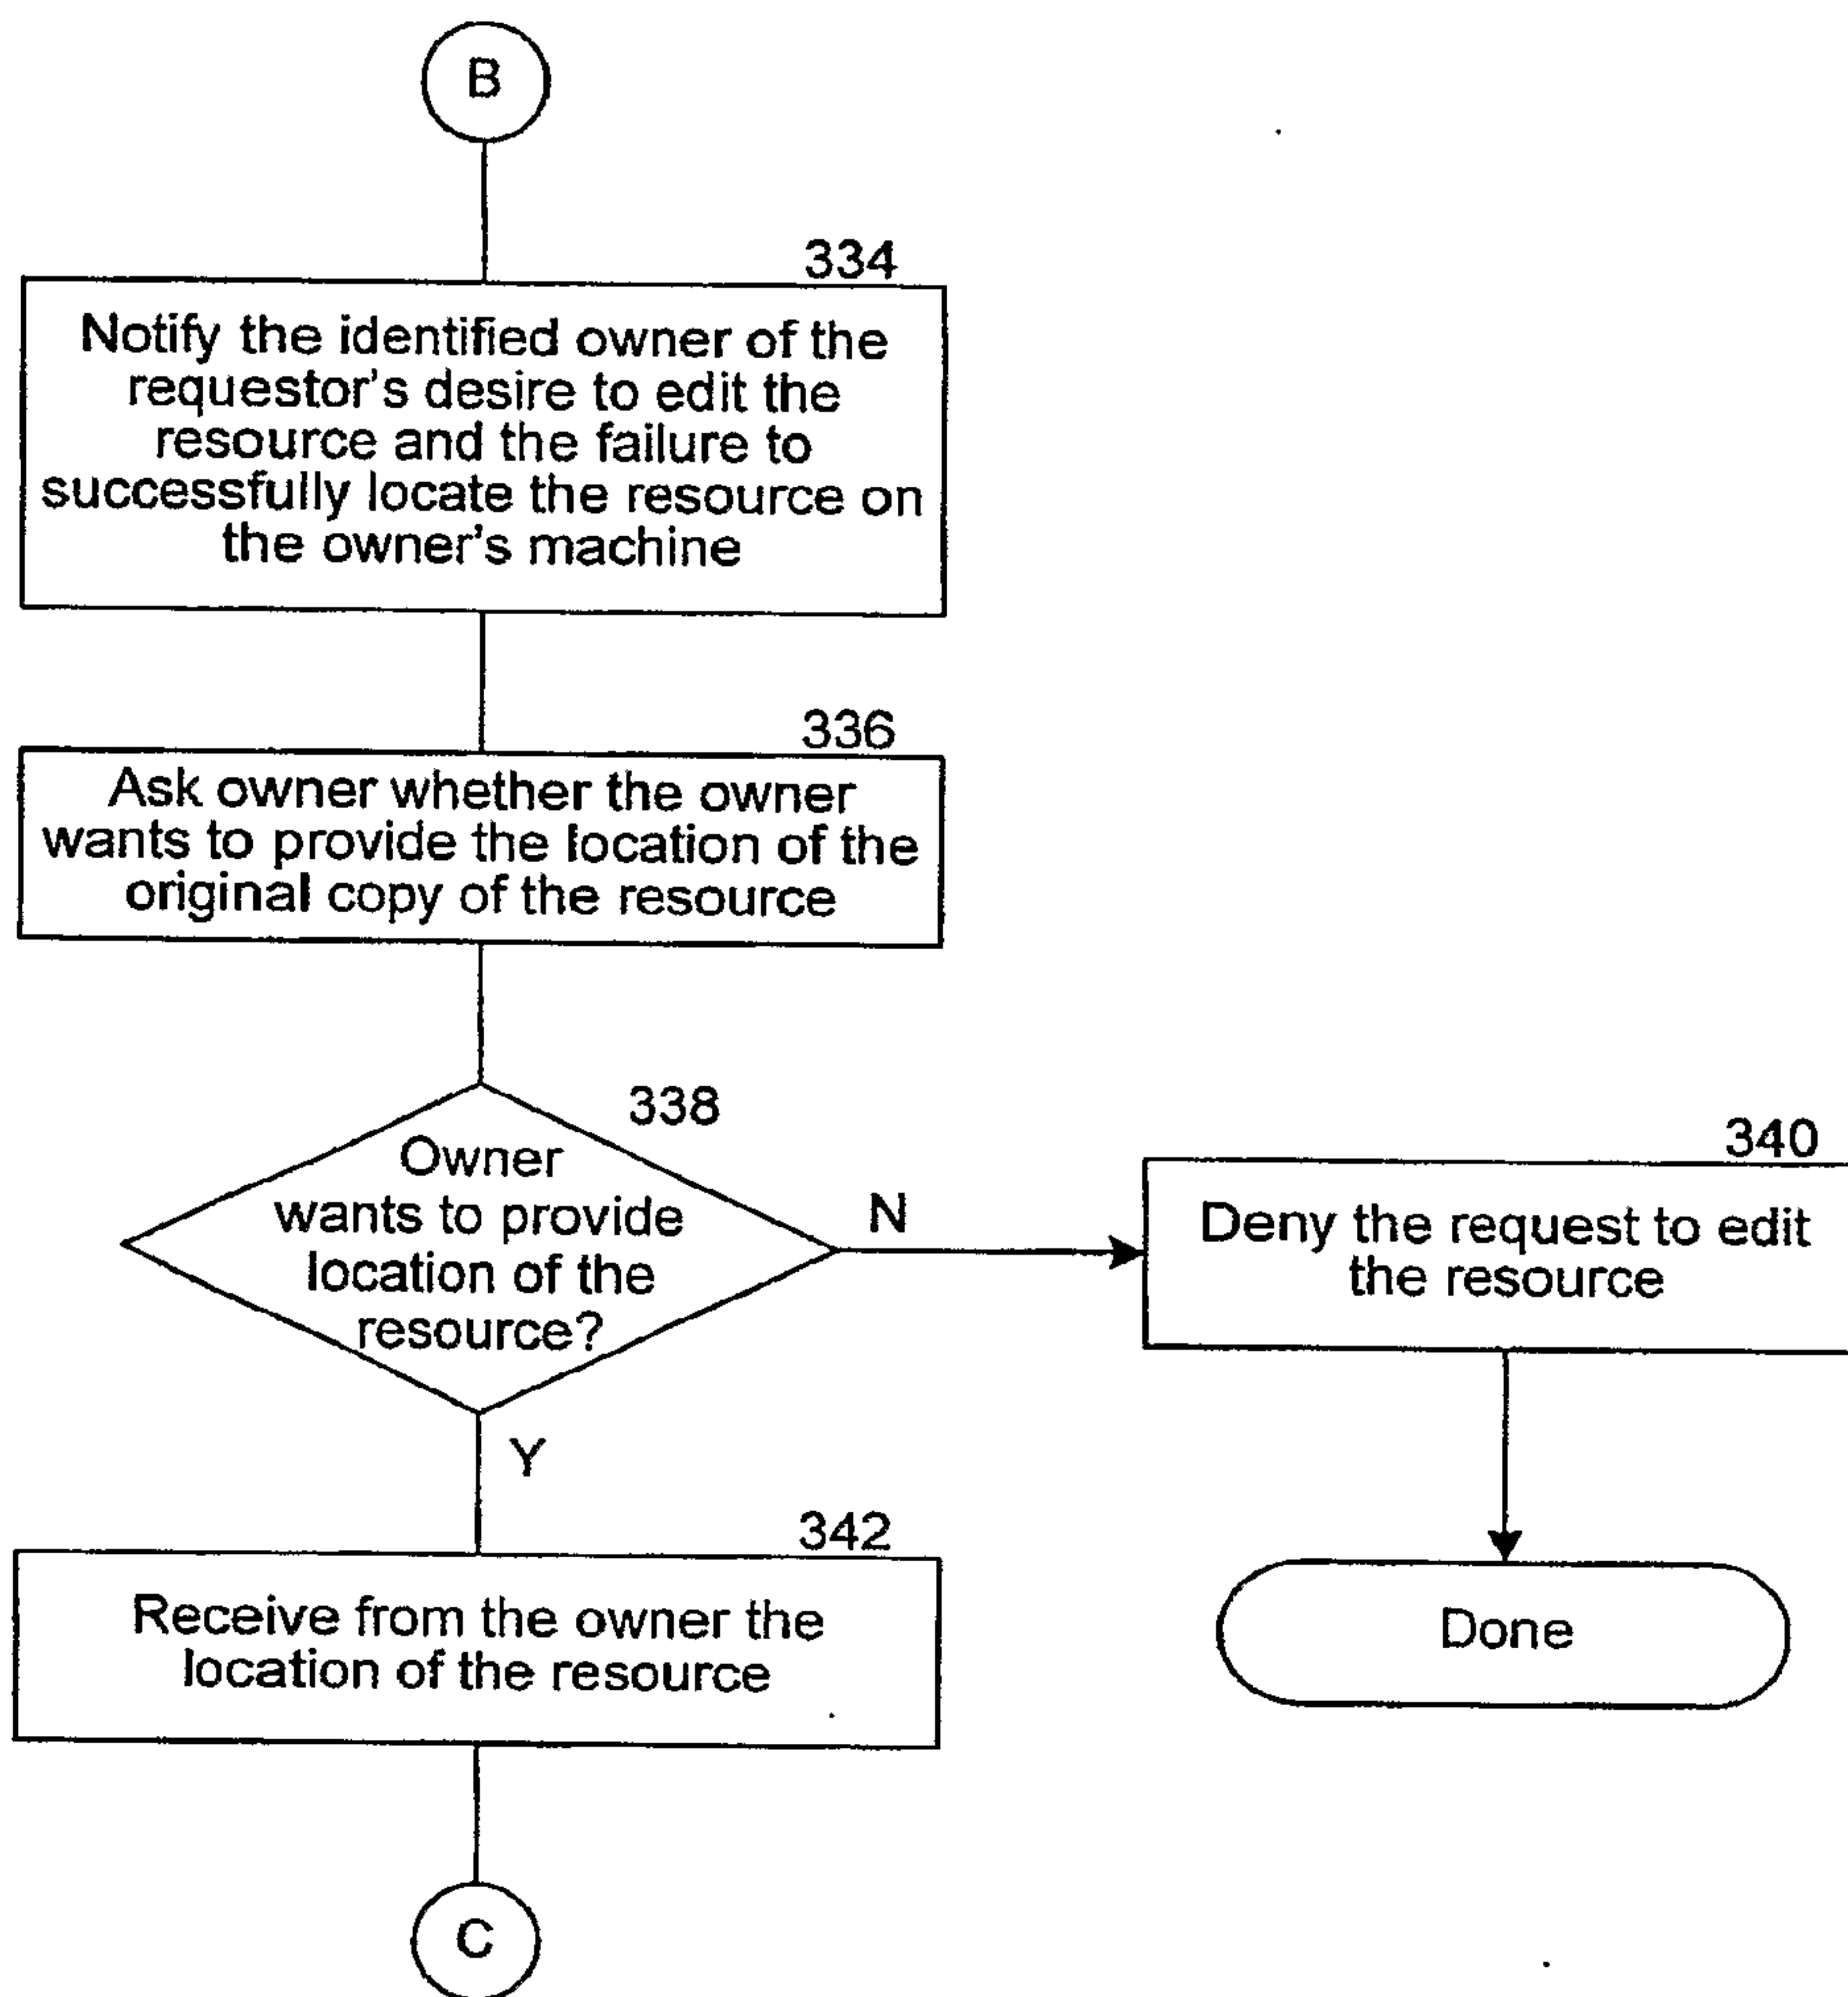 B
334
Notify the identified owner of the
requestor's desire to edit the
resource and the failure to
successfully locate the resource on
the owner's machine
336
Ask owner whether the owner
wants to provide the location of the
original copy of the resource
338
Owner
wants to provide
location of the
resource?
N
340
Deny the request to edit
the resource
Y
342
Receive from the owner the
location of the resource
Done
C